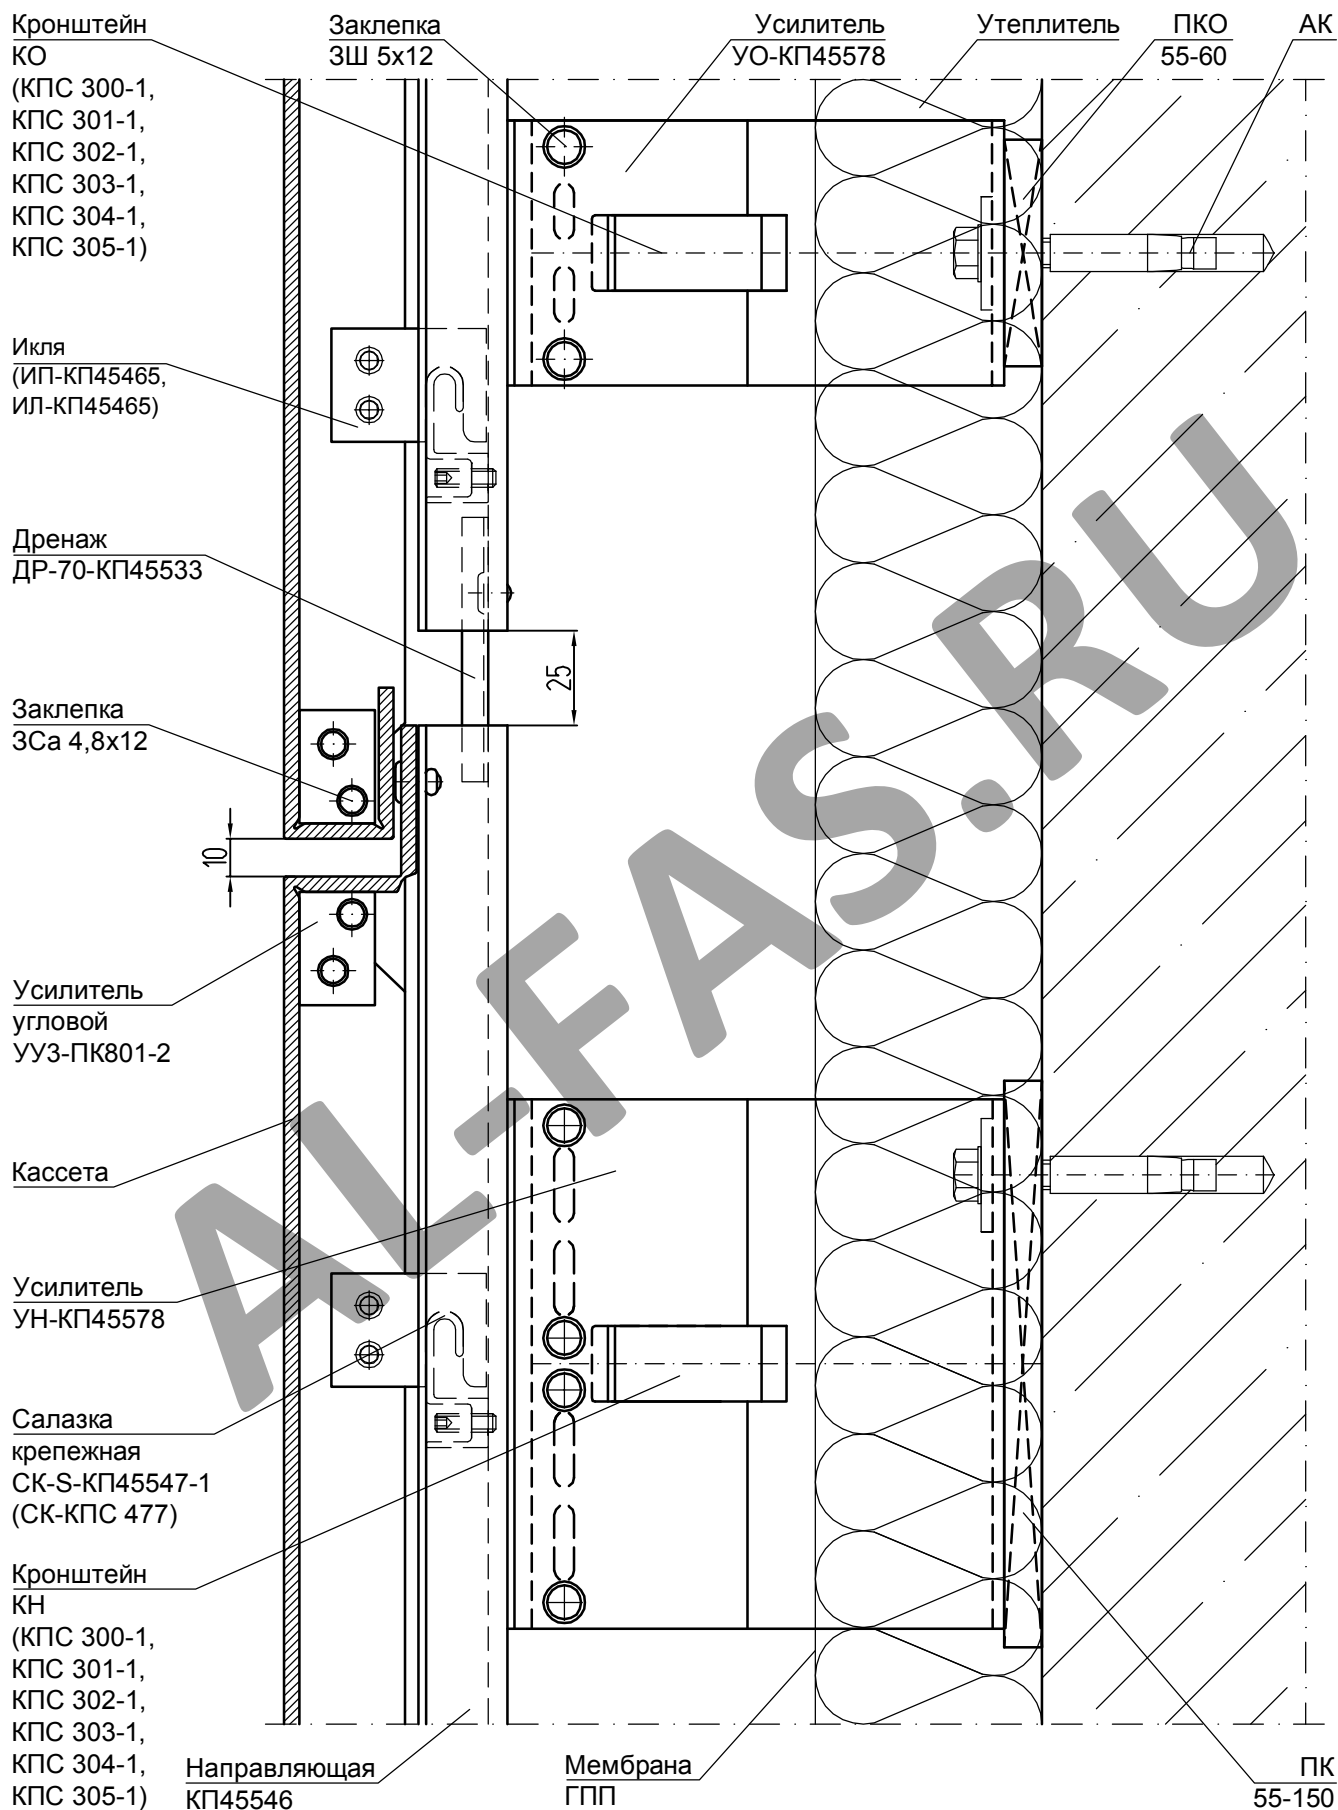 Кронштейн
КО
(КПС 300-1,
КПС 301-1,
КПС 302-1,
КПС 303-1,
КПС 304-1,
КПС 305-1)
Заклепка
ЗШ 5х12
Усилитель
УО-КП45578
Утеплитель
ПКО
55-60
АК
Икля
(ИП-КП45465,
ИЛ-КП45465)
Дренаж
ДР-70-КП45533
25
Заклепка
ЗСа 4,8х12
10
Усилитель
угловой
УУЗ-ПК801-2
Кассета
Усилитель
УН-КП45578
Салазка
крепежная
СК-S-КП45547-1
(СК-КПС 477)
Кронштейн
КН
(КПС 300-1,
КПС 301-1,
КПС 302-1,
КПС 303-1,
КПС 304-1,
КПС 305-1)
Направляющая
КП45546
Мембрана
ГПП
ПК
55-150
AL-FAS.RU